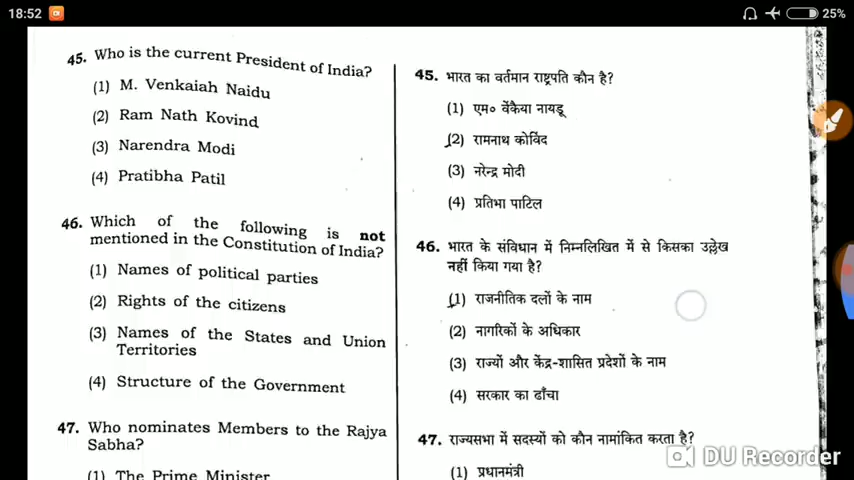 18:52
25%
45. Who is the current President of India?
(1) M. Venkaiah Naidu
(2) Ram Nath Kovind
(3) Narendra Modi
(4) Pratibha Patil
46. Which of the following is not
mentioned in the Constitution of India?
(1) Names of political parties
(2) Rights of the citizens
(3) Names of the States and Union
Territories
(4) Structure of the Government
47. Who nominates Members to the Rajya
Sabha?
(1) The Prime Minister
45. भारत का वर्तमान राष्ट्रपति कौन है?
(1) एम० वेंकैया नायडू
(2) रामनाथ कोविंद
(3) नरेन्द्र मोदी
(4) प्रतिभा पाटिल
46. भारत के संविधान में निम्नलिखित में से किसका उल्लेख
नहीं किया गया है?
(1) राजनीतिक दलों के नाम
(2) नागरिकों के अधिकार
(3) राज्यों और केंद्र-शासित प्रदेशों के नाम
(4) सरकार का ढाँचा
47. राज्यसभा में सदस्यों को कौन नामांकित करता है?
(1) प्रधानमंत्री
DU Recorder